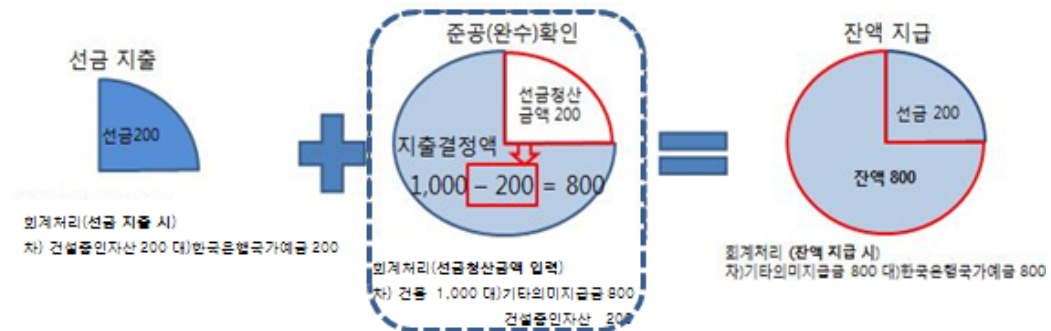 선금 지출
선금200
회계처리(선금 지출 시)
차) 건설중인자산 200 대)한국은행국가예금 200
준공(완수)확인
선금청산
금액 200
지출결정액
1,000 - 200 = 800
회계처리(선금청산금액 입력)
차) 건물 1,000 대)기타의미지급금 800
건설중인자산 200
잔액 지급
선금 200
잔액 800
회계처리 (잔액 지급 시)
차)기타의미지급금 800 대)한국은행국가예금 800